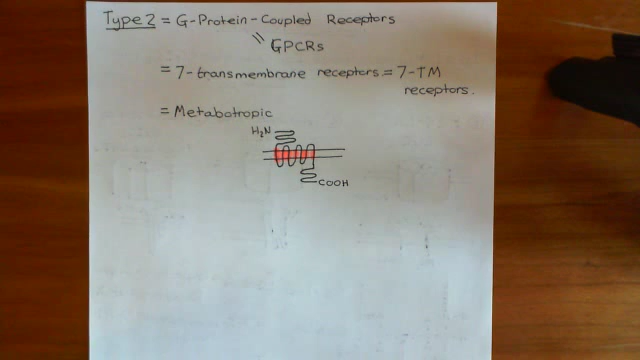 Type 2 = G-Protein-Coupled Receptors
= GPCRs
= 7-transmembrane receptors = 7-TM
receptors.
= Metabotropic
H₂N
COOH